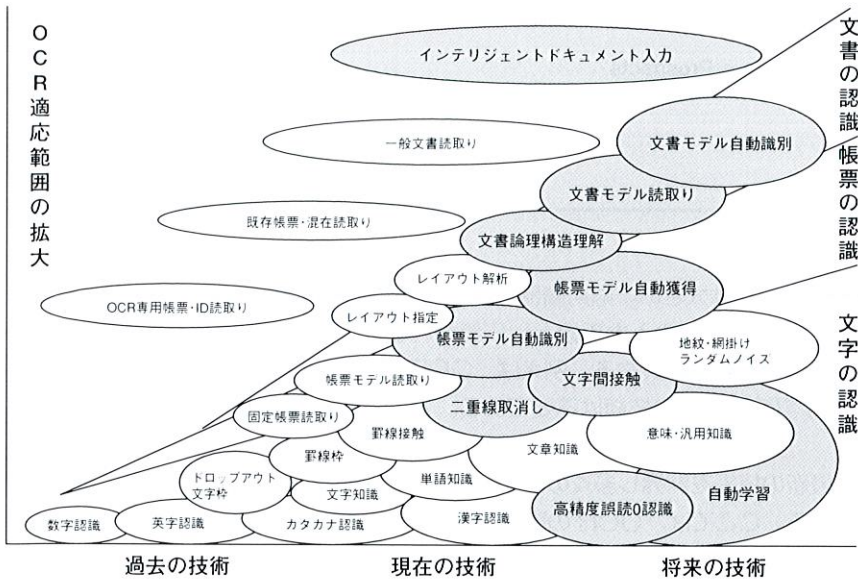 OCR適応範囲の拡大
インテリジェントドキュメント入力
文書の認識
一般文書読取り
文書モデル自動識別
文書モデル読取り
帳票の認識
既存帳票・混在読取り
文書論理構造理解
レイアウト解析
帳票モデル自動獲得
OCR専用帳票・ID読取り
レイアウト指定
帳票モデル自動識別
地紋・網掛け
ランダムノイズ
文字の認識
帳票モデル読取り
文字間接触
二重線取消し
固定帳票読取り
罫線接触
意味・汎用知識
罫線枠
文章知識
ドロップアウト
文字枠
文字知識
単語知識
自動学習
高精度誤読0認識
数字認識
英字認識
カタカナ認識
漢字認識
過去の技術
現在の技術
将来の技術